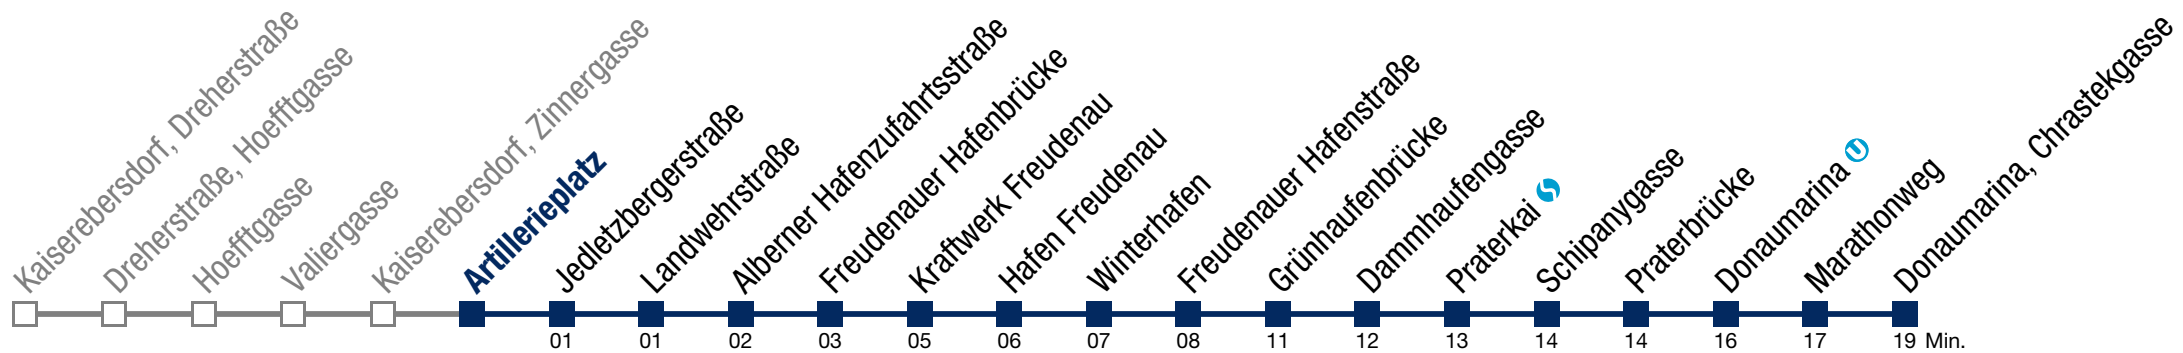 Kaiserebersdorf, Dreherstraße
Dreherstraße, Hoefftgasse
Hoefftgasse
Valiergasse
Kaiserebersdorf, Zinnergasse
Artillerieplatz
Jedletzbergerstraße
Landwehrstraße
Alberner Hafenzufahrtsstraße
Freudenauer Hafenbrücke
Kraftwerk Freudenau
Hafen Freudenau
Winterhafen
Freudenauer Hafenstraße
Grünhaufenbrücke
Dammhaufengasse
Praterkai S
Schipanygasse
Praterbrücke
Donaumarina U
Marathonweg
Donaumarina, Chrastekgasse
01 01 02 03 05 06 07 08 11 12 13 14 14 16 17 19 Min.